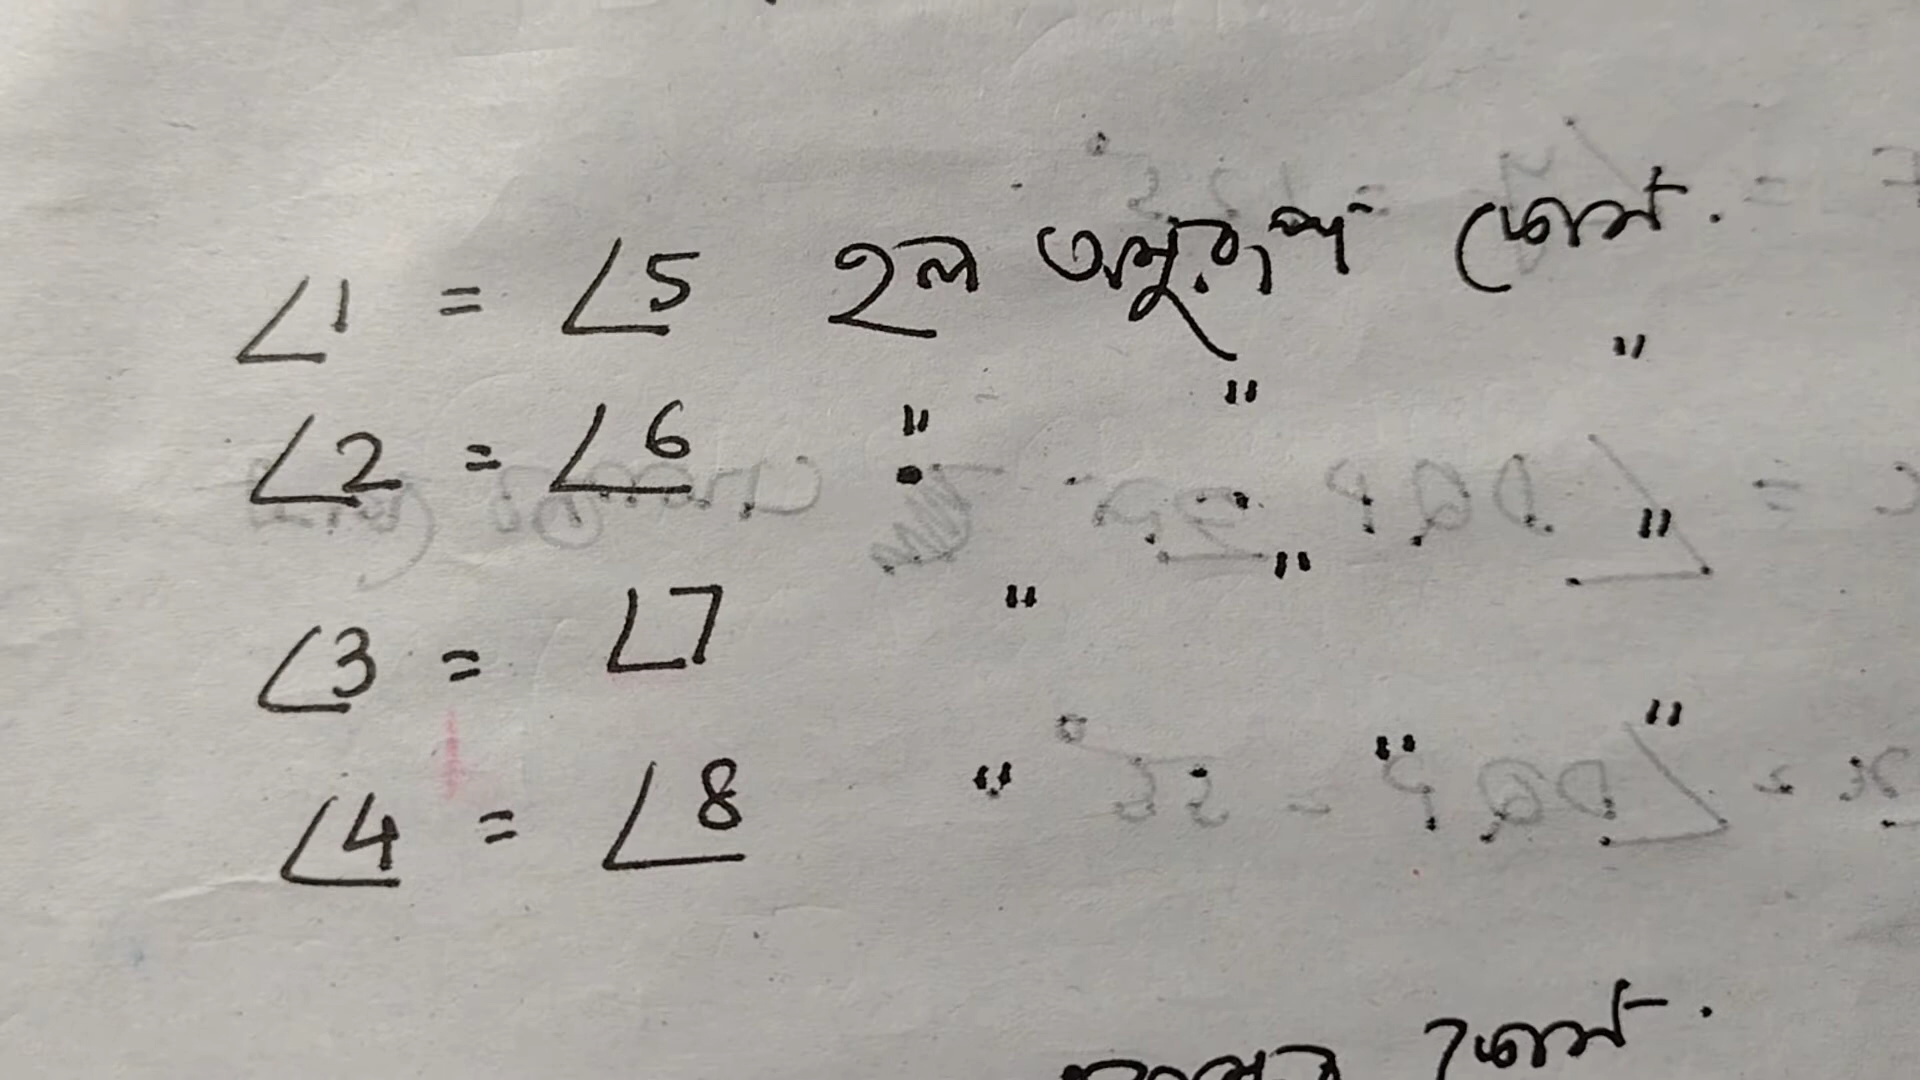 ∠1 = ∠5 হল অনুরূপ কোণ.
∠2 = ∠6 " " "
∠3 = ∠7 " " "
∠4 = ∠8 " " "
কোণ.